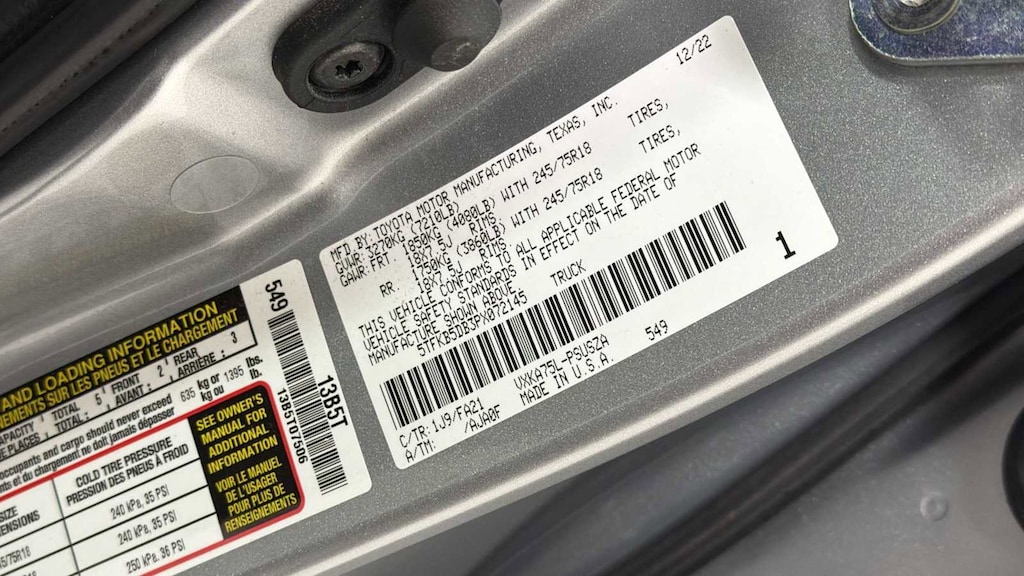 MFD BY: TOYOTA MOTOR MANUFACTURING, TEXAS, INC. 12/22
GVWR: 3270KG (7210LB)
GAWR: FRT. 1850KG (4080LB) WITH 245/75R18 TIRES,
18X7.5J RIMS
RR. 1750KG (3860LB) WITH 245/75R18 TIRES,
18X7.5J RIMS
THIS VEHICLE CONFORMS TO ALL APPLICABLE FEDERAL MOTOR
VEHICLE SAFETY STANDARDS IN EFFECT ON THE DATE OF
MANUFACTURE SHOWN ABOVE.
5TFKB5DB3PX072145 TRUCK
1
UXKA75L-PSUSZA
C/TR: 1J9/FA21 MADE IN U.S.A. 549
A/TM: /AJA0F
549
13B5T
13B5T07506
AND LOADING INFORMATION
SUR LES PNEUS ET LE CHARGEMENT
TOTAL : 5 FRONT : 2 REAR : 3
PLACES TOTAL AVANT ARRIÈRE :
occupants and cargo should never exceed 635 kg or 1395 lbs.
et du chargement ne doit jamais dépasser kg ou lb.
COLD TIRE PRESSURE
PRESSION DES PNEUS À FROID
240 kPa, 35 PSI
240 kPa, 35 PSI
250 kPa, 36 PSI
SEE OWNER'S
MANUAL FOR
ADDITIONAL
INFORMATION
VOIR LE MANUEL
DE L'USAGER
POUR PLUS DE
RENSEIGNEMENTS